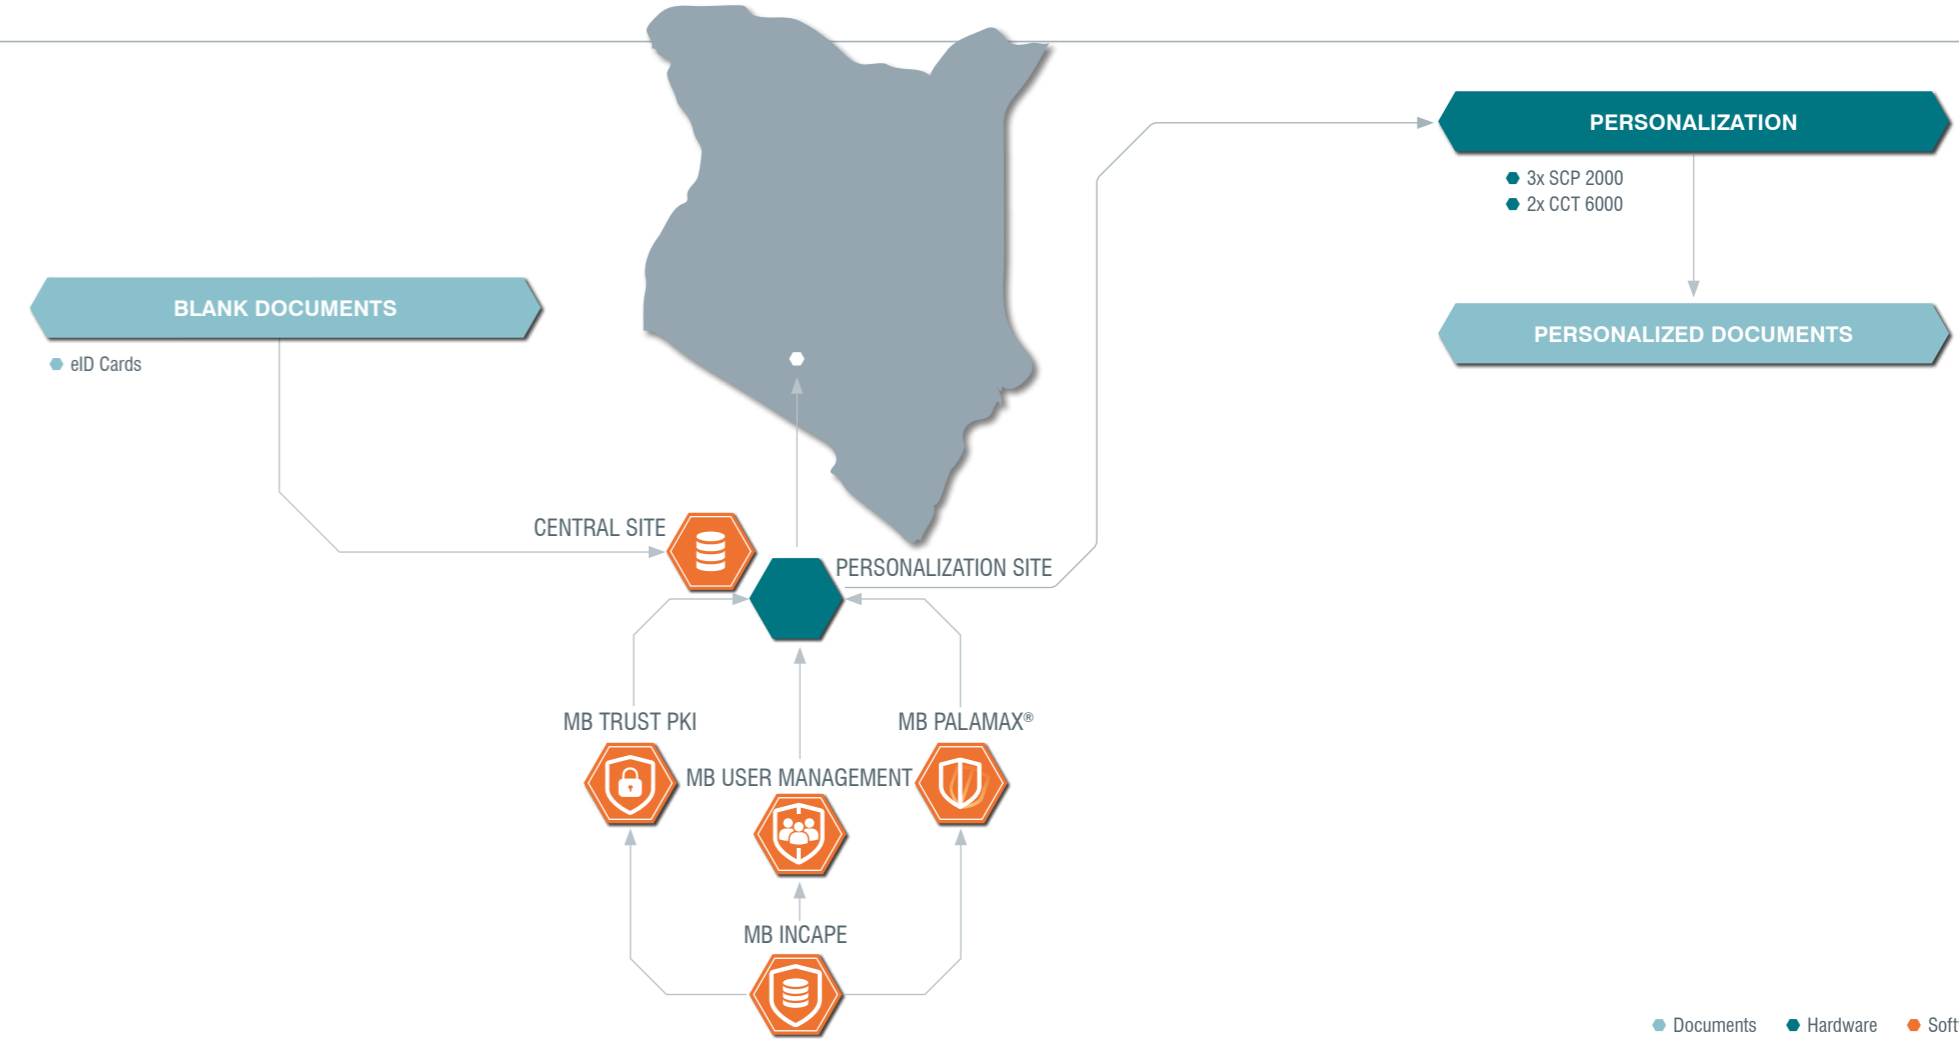 PERSONALIZATION
3x SCP 2000
2x CCT 6000
BLANK DOCUMENTS
eID Cards
PERSONALIZED DOCUMENTS
CENTRAL SITE
PERSONALIZATION SITE
MB TRUST PKI
MB PALAMAX®
MB USER MANAGEMENT
MB INCAPE
Documents
Hardware
Soft